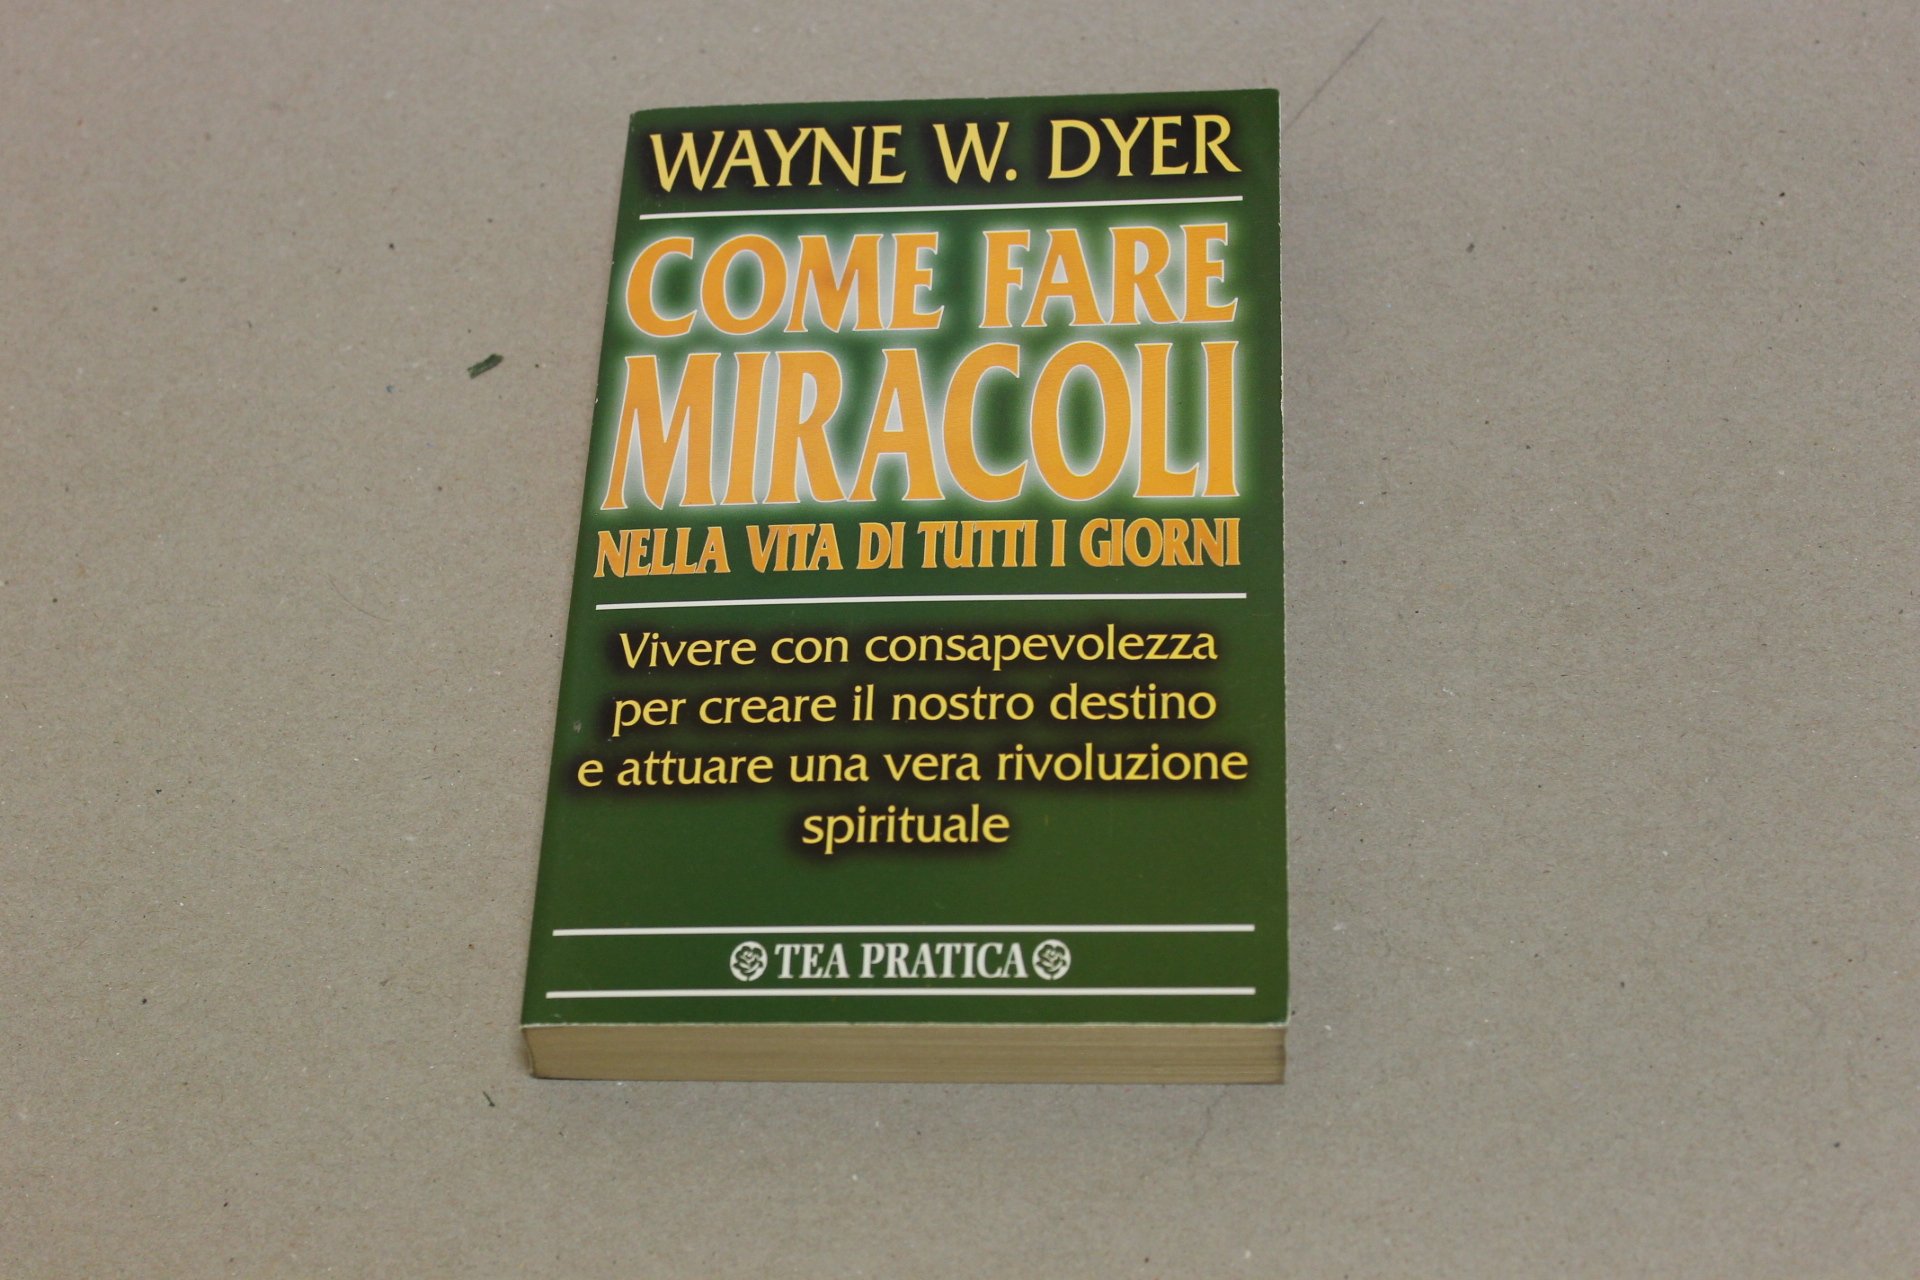 WAYNE W. DYER
COME FARE
MIRACOLI
NELLA VITA DI TUTTI I GIORNI
Vivere con consapevolezza
per creare il nostro destino
e attuare una vera rivoluzione
spirituale
TEA PRATICA